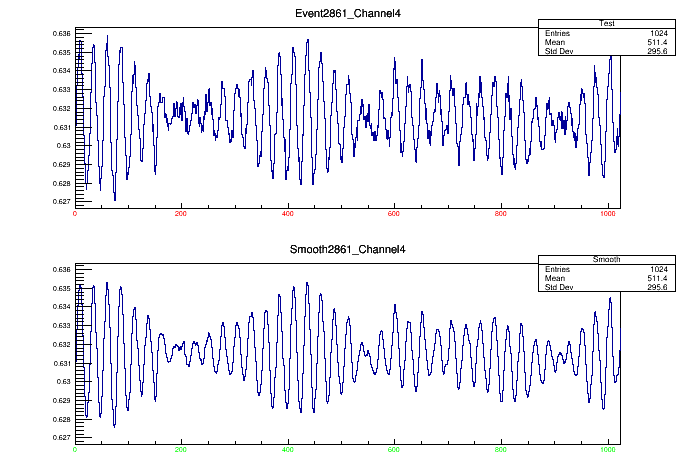 Event2861_Channel4
Test
Entries 1024
Mean 511.4
Std Dev 295.6
0.636
0.635
0.634
0.633
0.632
0.631
0.63
0.629
0.628
0.627
0 200 400 600 800 1000
Smooth2861_Channel4
Smooth
Entries 1024
Mean 511.4
Std Dev 295.6
0.636
0.635
0.634
0.633
0.632
0.631
0.63
0.629
0.628
0.627
0 200 400 600 800 1000